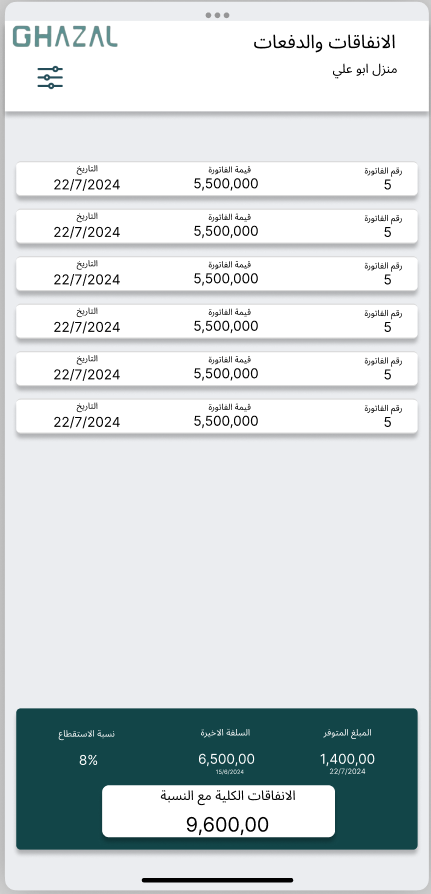 GHAZAL
الانفاقات والدفعات
منزل ابو علي
رقم الفاتورة قيمة الفاتورة التاريخ
5 5,500,000 22/7/2024
رقم الفاتورة قيمة الفاتورة التاريخ
5 5,500,000 22/7/2024
رقم الفاتورة قيمة الفاتورة التاريخ
5 5,500,000 22/7/2024
رقم الفاتورة قيمة الفاتورة التاريخ
5 5,500,000 22/7/2024
رقم الفاتورة قيمة الفاتورة التاريخ
5 5,500,000 22/7/2024
رقم الفاتورة قيمة الفاتورة التاريخ
5 5,500,000 22/7/2024
المبلغ المتوفر السلفة الاخيرة نسبة الاستقطاع
1,400,00 6,500,00 8%
22/7/2024 15/6/2024
الانفاقات الكلية مع النسبة
9,600,00